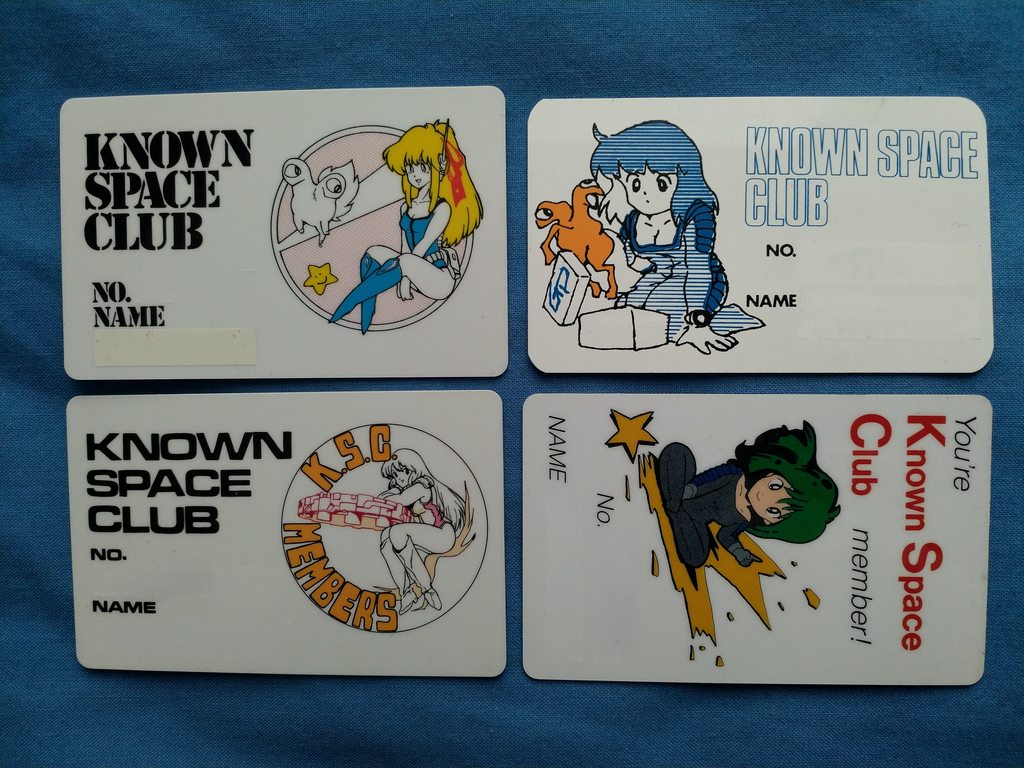 KNOWN
SPACE
CLUB
NO.
NAME
KNOWN SPACE
CLUB
NO.
NAME
GP
KNOWN
SPACE
CLUB
NO.
NAME
K.S.C.
MEMBERS
You're
Known Space
Club member!
No.
NAME